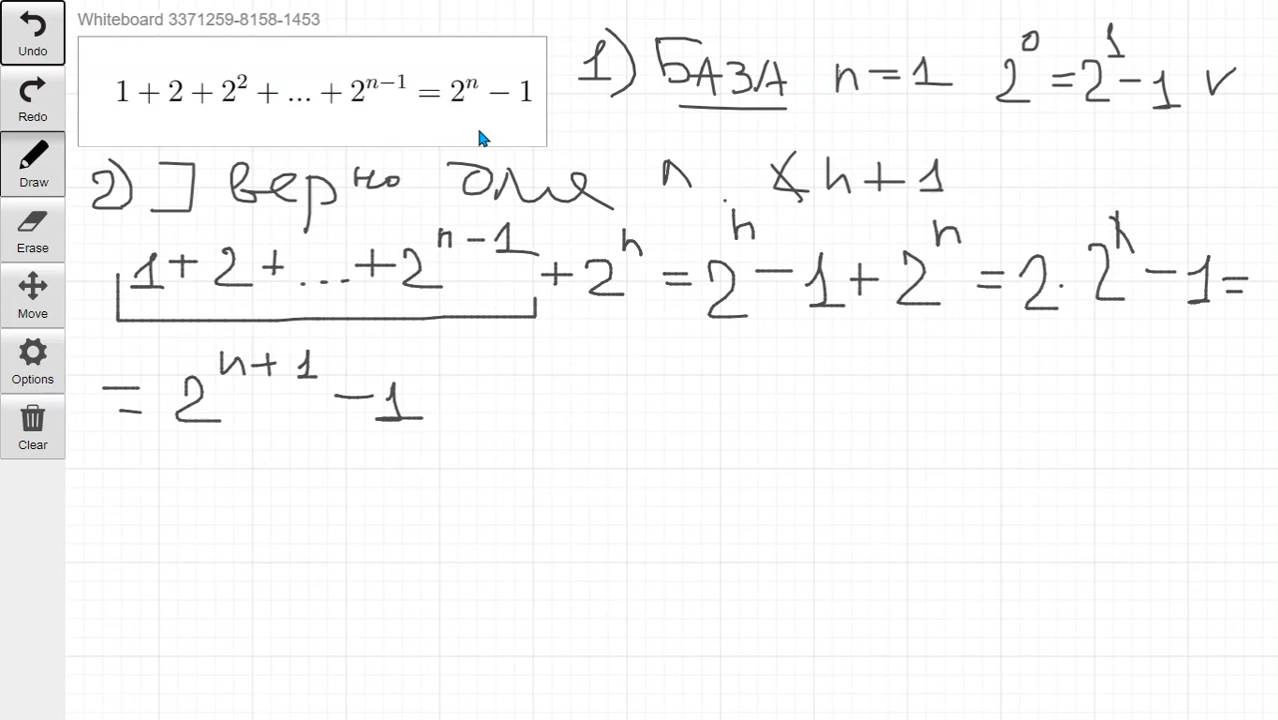 Whiteboard 3371259-8158-1453
Undo
Redo
Draw
Erase
Move
Options
Clear
1 + 2 + 2² + ... + 2ⁿ⁻¹ = 2ⁿ − 1
1) БАЗА n = 1 2⁰ = 2¹ − 1 ✓
2) ] верно для n ∢ n + 1
1 + 2 + ... + 2ⁿ⁻¹ + 2ⁿ = 2ⁿ − 1 + 2ⁿ = 2 · 2ⁿ − 1 =
= 2ⁿ⁺¹ − 1